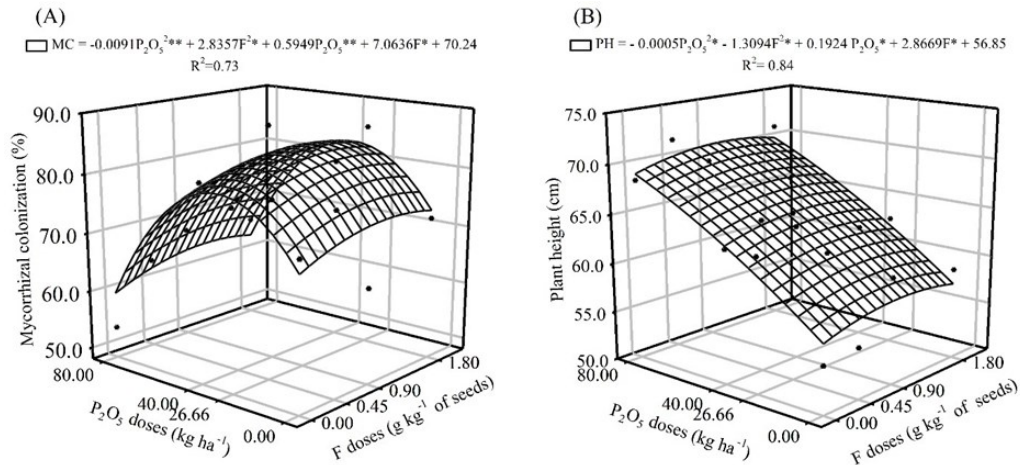 (A)
MC = -0.0091P₂O₅²** + 2.8357F²* + 0.5949P₂O₅** + 7.0636F* + 70.24
R²=0.73
90.0
80.0
70.0
60.0
50.0
Mycorrhizal colonization (%)
80.00
40.00
26.66
0.00
P₂O₅ doses (kg ha⁻¹)
0.00
0.45
0.90
1.80
F doses (g kg⁻¹ of seeds)
(B)
PH = - 0.0005P₂O₅²* - 1.3094F²* + 0.1924 P₂O₅* + 2.8669F* + 56.85
R²= 0.84
75.0
70.0
65.0
60.0
55.0
50.0
Plant height (cm)
80.00
40.00
26.66
0.00
P₂O₅ doses (kg ha⁻¹)
0.00
0.45
0.90
1.80
F doses (g kg⁻¹ of seeds)